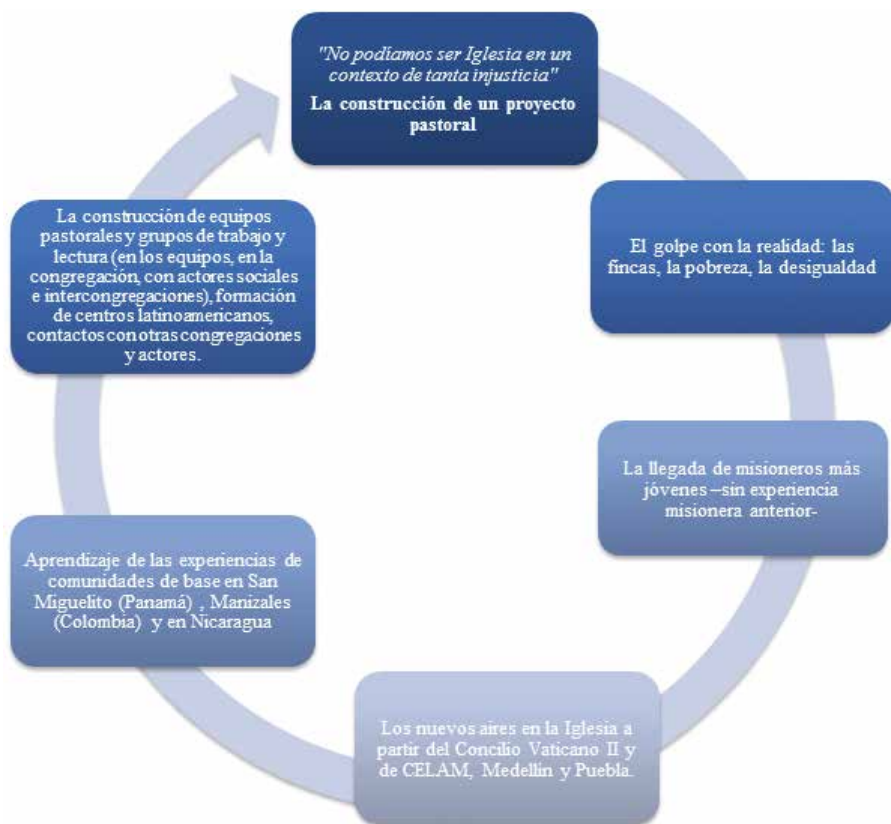 "No podíamos ser Iglesia en un
contexto de tanta injusticia"
La construcción de un proyecto
pastoral
El golpe con la realidad: las
fincas, la pobreza, la desigualdad
La llegada de misioneros más
jóvenes –sin experiencia
misionera anterior-
Los nuevos aires en la Iglesia a
partir del Concilio Vaticano II y
de CELAM, Medellín y Puebla.
Aprendizaje de las experiencias de
comunidades de base en San
Miguelito (Panamá) , Manizales
(Colombia) y en Nicaragua
La construcción de equipos
pastorales y grupos de trabajo y
lectura (en los equipos, en la
congregación, con actores sociales
e intercongregaciones), formación
de centros latinoamericanos,
contactos con otras congregaciones
y actores.